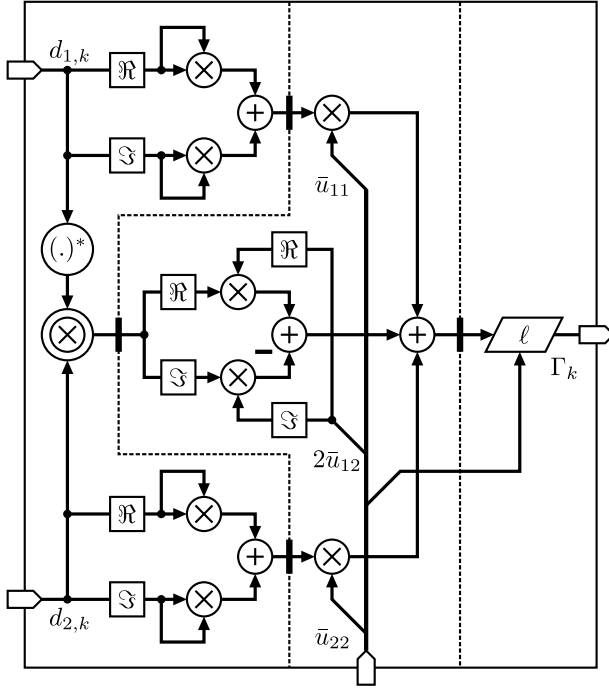 d_{1,k}
ℜ
×
+
×
ℑ
×
ū_{11}
(.)*
ℜ
ℜ
×
×
+
+
ℓ
Γ_k
−
ℑ
×
ℑ
2ū_{12}
ℜ
×
+
×
ℑ
×
d_{2,k}
ū_{22}